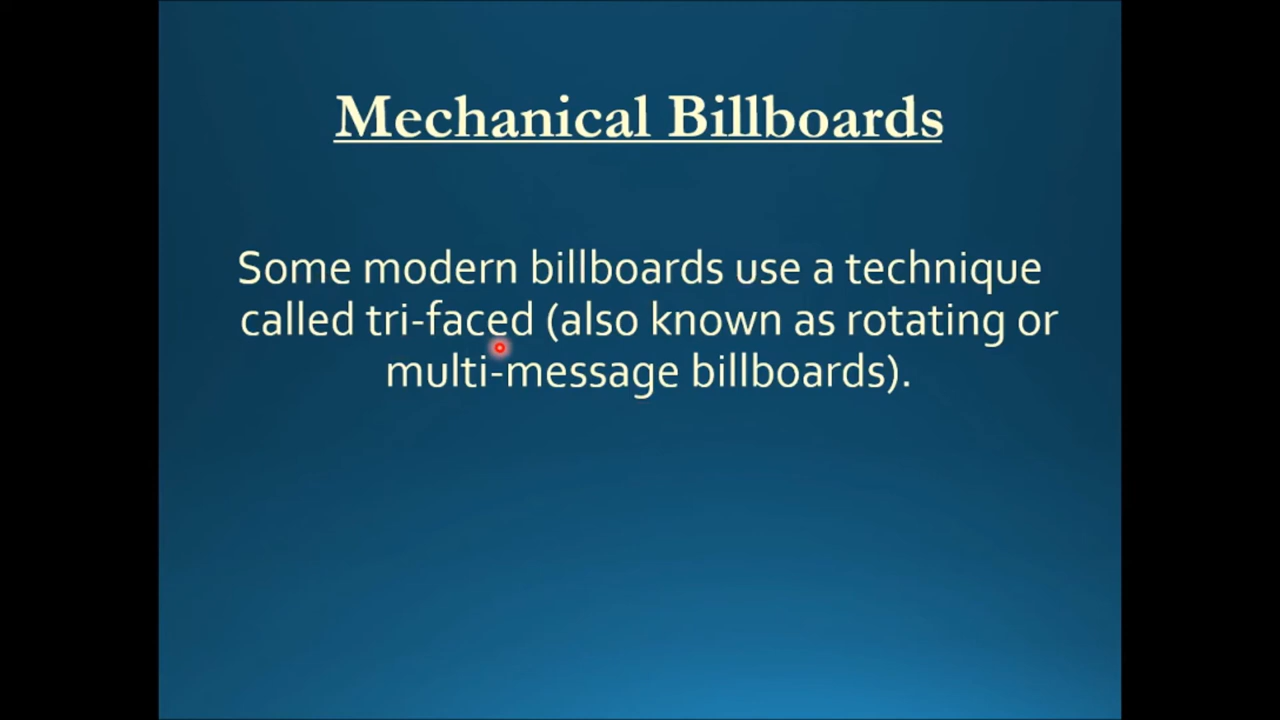 Mechanical Billboards
Some modern billboards use a technique
called tri-faced (also known as rotating or
multi-message billboards).